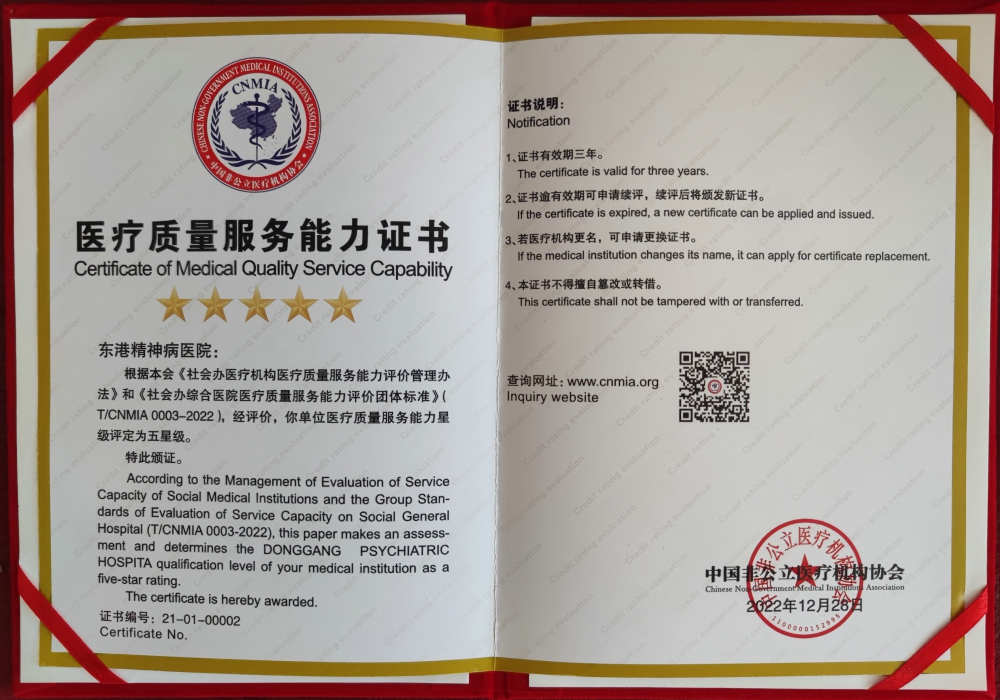 CHINESE NON-GOVERNMENT MEDICAL INSTITUTIONS ASSOCIATION
CNMIA
中国非公立医疗机构协会
医疗质量服务能力证书
Certificate of Medical Quality Service Capability
东港精神病医院：
根据本会《社会办医疗机构医疗质量服务能力评价管理办
法》和《社会办综合医院医疗质量服务能力评价团体标准》（
T/CNMIA 0003–2022），经评价，你单位医疗质量服务能力星
级评定为五星级。
特此颁证。
According to the Management of Evaluation of Service
Capacity of Social Medical Institutions and the Group Stan-
dards of Evaluation of Service Capacity on Social General
Hospital (T/CNMIA 0003-2022), this paper makes an assess-
ment and determines the DONGGANG PSYCHIATRIC
HOSPITA qualification level of your medical institution as a
five-star rating.
The certificate is hereby awarded.
证书编号：21-01-00002
Certificate No.
证书说明：
Notification
1、证书有效期三年。
The certificate is valid for three years.
2、证书逾有效期可申请续评，续评后将颁发新证书。
If the certificate is expired, a new certificate can be applied and issued.
3、若医疗机构更名，可申请更换证书。
If the medical institution changes its name, it can apply for certificate replacement.
4、本证书不得擅自篡改或转借。
This certificate shall not be tampered with or transferred.
查询网址：www.cnmia.org
Inquiry website
中国非公立医疗机构协会
中国非公立医疗机构协会
Chinese Non-Government Medical Institutions Association
2022年12月28日
1100000152995
Credit rating evaluation